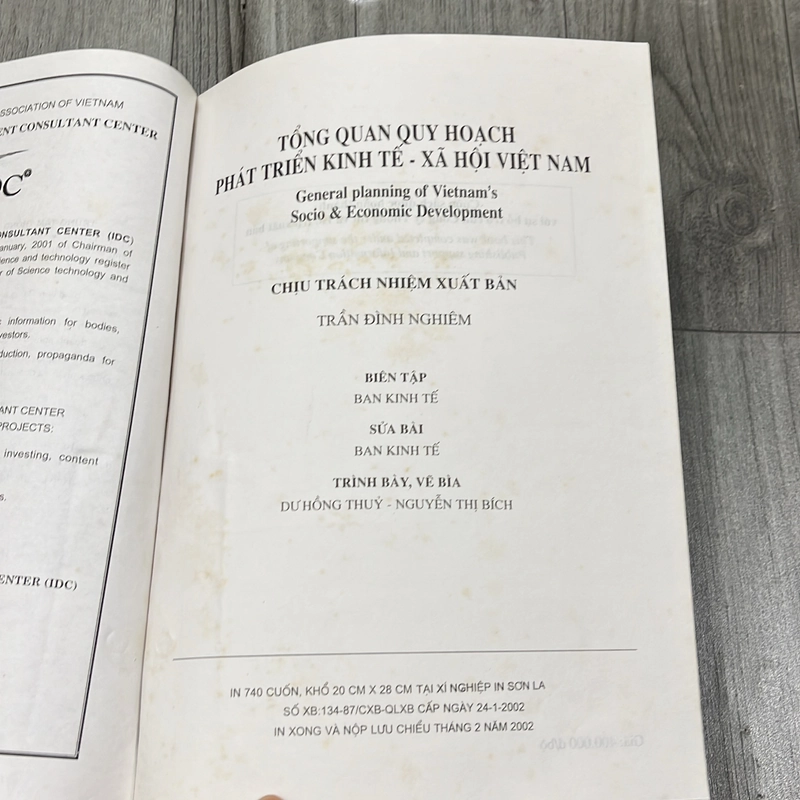 ASSOCIATION OF VIETNAM
ENT CONSULTANT CENTER
DC®
ONSULTANT CENTER (IDC)
anuary, 2001 of Chairman of
ience and technology register
r of Science technology and
information for bodies,
vestors.
duction, propaganda for
ANT CENTER
PROJECTS:
investing, content
s.
ENTER (IDC)
TỔNG QUAN QUY HOẠCH
PHÁT TRIỂN KINH TẾ - XÃ HỘI VIỆT NAM
General planning of Vietnam's
Socio & Economic Development
CHỊU TRÁCH NHIỆM XUẤT BẢN
TRẦN ĐÌNH NGHIÊM
BIÊN TẬP
BAN KINH TẾ
SỬA BÀI
BAN KINH TẾ
TRÌNH BÀY, VẼ BÌA
DƯ HỒNG THUỶ - NGUYỄN THỊ BÍCH
IN 740 CUỐN, KHỔ 20 CM X 28 CM TẠI XÍ NGHIỆP IN SƠN LA
SỐ XB:134-87/CXB-QLXB CẤP NGÀY 24-1-2002
IN XONG VÀ NỘP LƯU CHIỂU THÁNG 2 NĂM 2002